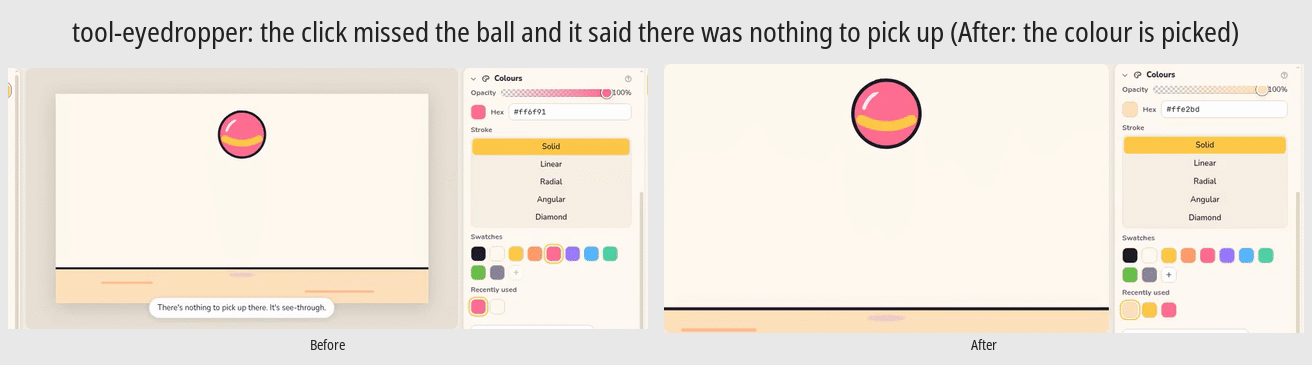 tool-eyedropper: the click missed the ball and it said there was nothing to pick up (After: the colour is picked)
Colours
Opacity 100%
Hex #ff6f91
Stroke
Solid
Linear
Radial
Angular
Diamond
Swatches
+
Recently used
There's nothing to pick up there. It's see-through.
Before
Colours
Opacity 100%
Hex #ffe2bd
Stroke
Solid
Linear
Radial
Angular
Diamond
Swatches
+
Recently used
After